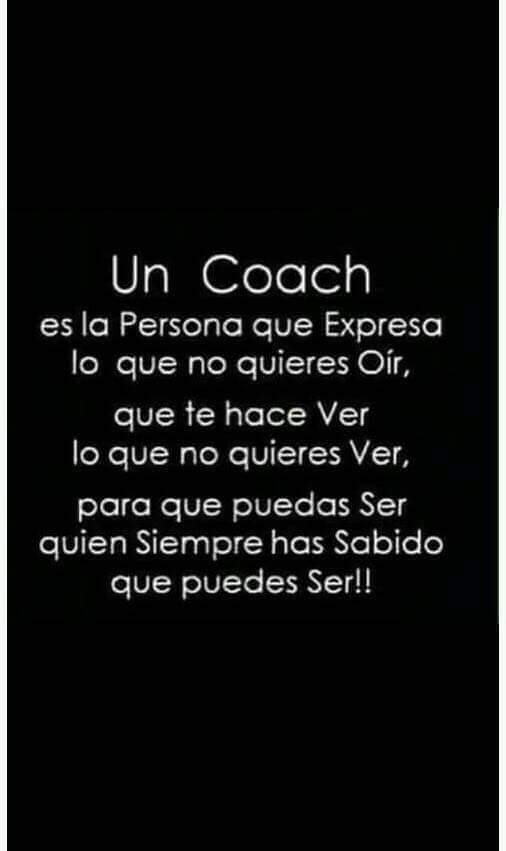 Un Coach
es la Persona que Expresa
lo que no quieres Oír,
que te hace Ver
lo que no quieres Ver,
para que puedas Ser
quien Siempre has Sabido
que puedes Ser!!